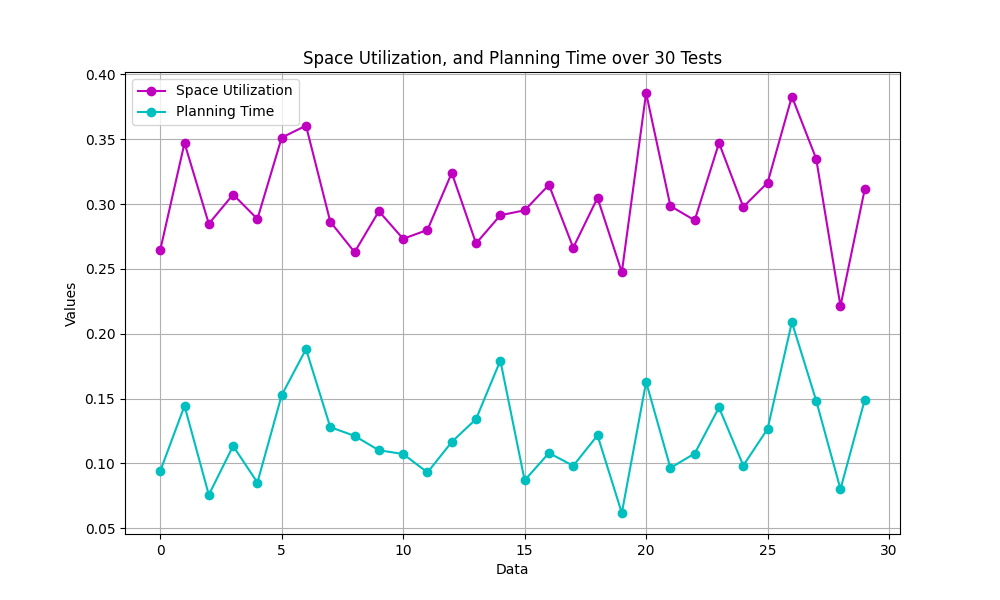 Space Utilization, and Planning Time over 30 Tests
Space Utilization
Planning Time
0.40
0.35
0.30
0.25
0.20
0.15
0.10
0.05
Values
0 5 10 15 20 25 30
Data